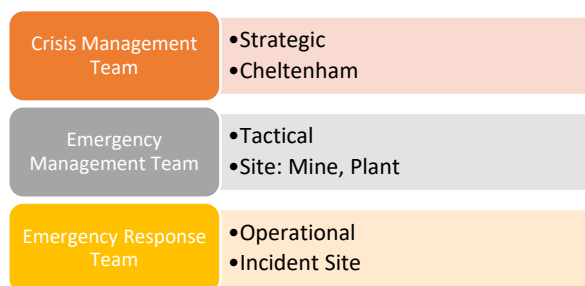 Crisis Management
Team
•Strategic
•Cheltenham
Emergency
Management Team
•Tactical
•Site: Mine, Plant
Emergency Response
Team
•Operational
•Incident Site